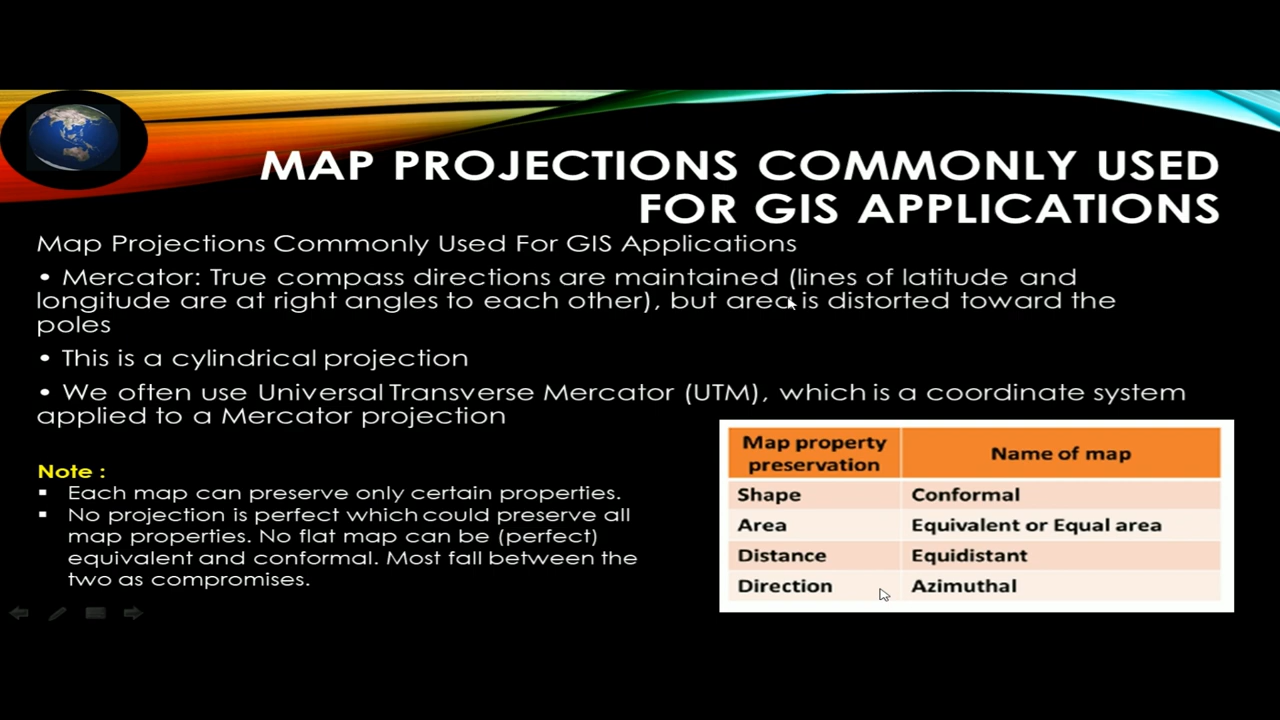 MAP PROJECTIONS COMMONLY USED
FOR GIS APPLICATIONS
Map Projections Commonly Used For GIS Applications
• Mercator: True compass directions are maintained (lines of latitude and
longitude are at right angles to each other), but area is distorted toward the
poles
• This is a cylindrical projection
• We often use Universal Transverse Mercator (UTM), which is a coordinate system
applied to a Mercator projection
Note :
▪ Each map can preserve only certain properties.
▪ No projection is perfect which could preserve all
map properties. No flat map can be (perfect)
equivalent and conformal. Most fall between the
two as compromises.
Map property preservation Name of map
Shape Conformal
Area Equivalent or Equal area
Distance Equidistant
Direction Azimuthal